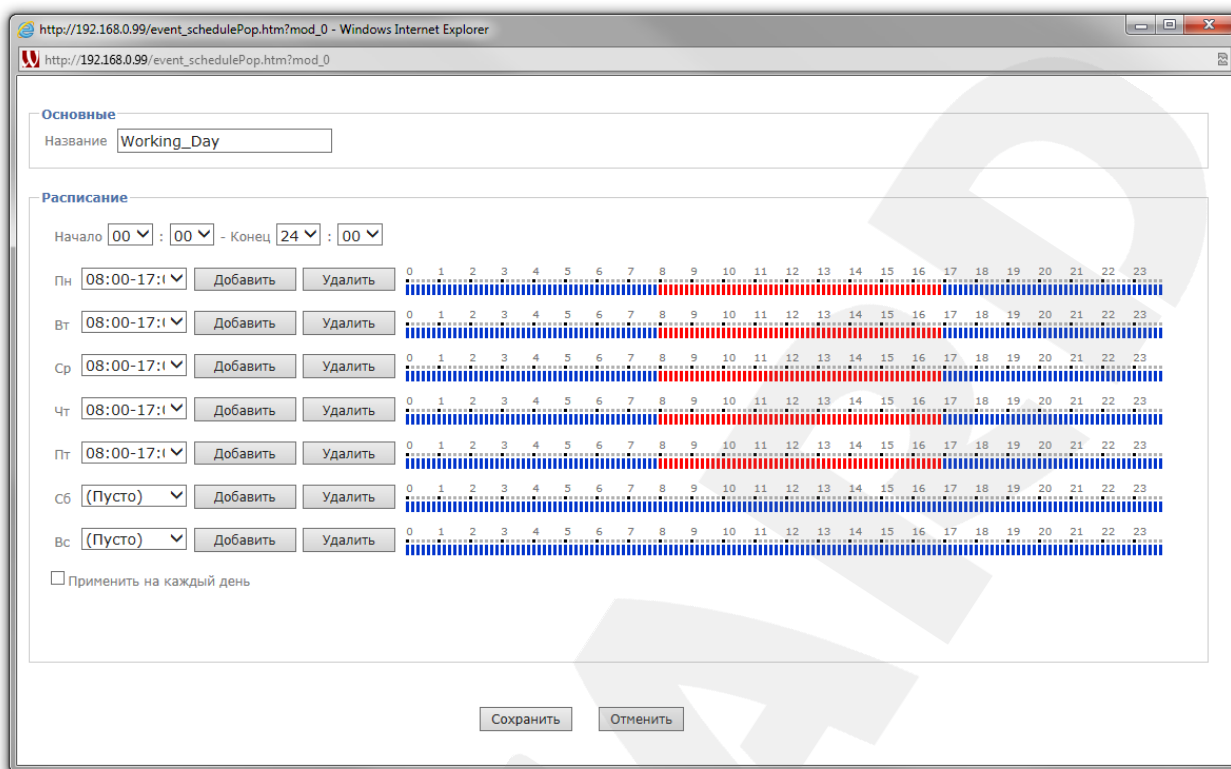 http://192.168.0.99/event_schedulePop.htm?mod_0 - Windows Internet Explorer
http://192.168.0.99/event_schedulePop.htm?mod_0
Основные
Название Working_Day
Расписание
Начало 00 : 00 - Конец 24 : 00
Пн 08:00-17:( Добавить Удалить 0 1 2 3 4 5 6 7 8 9 10 11 12 13 14 15 16 17 18 19 20 21 22 23
Вт 08:00-17:( Добавить Удалить 0 1 2 3 4 5 6 7 8 9 10 11 12 13 14 15 16 17 18 19 20 21 22 23
Ср 08:00-17:( Добавить Удалить 0 1 2 3 4 5 6 7 8 9 10 11 12 13 14 15 16 17 18 19 20 21 22 23
Чт 08:00-17:( Добавить Удалить 0 1 2 3 4 5 6 7 8 9 10 11 12 13 14 15 16 17 18 19 20 21 22 23
Пт 08:00-17:( Добавить Удалить 0 1 2 3 4 5 6 7 8 9 10 11 12 13 14 15 16 17 18 19 20 21 22 23
Сб (Пусто) Добавить Удалить 0 1 2 3 4 5 6 7 8 9 10 11 12 13 14 15 16 17 18 19 20 21 22 23
Вс (Пусто) Добавить Удалить 0 1 2 3 4 5 6 7 8 9 10 11 12 13 14 15 16 17 18 19 20 21 22 23
Применить на каждый день
Сохранить Отменить